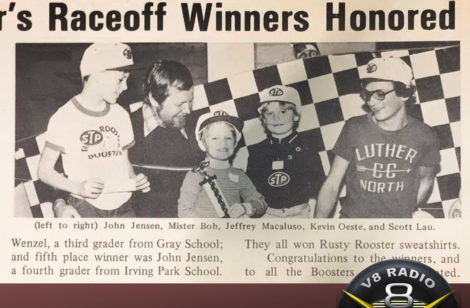 r's Raceoff Winners Honored
STP
ROOSTER
BOOSTER
STP
STP
STP
STP
LUTHER
CC
NORTH
(left to right) John Jensen, Mister Bob, Jeffrey Macaluso, Kevin Oeste, and Scott Lau.
Wenzel, a third grader from Gray School;
and fifth place winner was John Jensen,
a fourth grader from Irving Park School.
They all won Rusty Rooster sweatshirts.
Congratulations to the winners, and
to all the Boosters
V8 RADIO
8